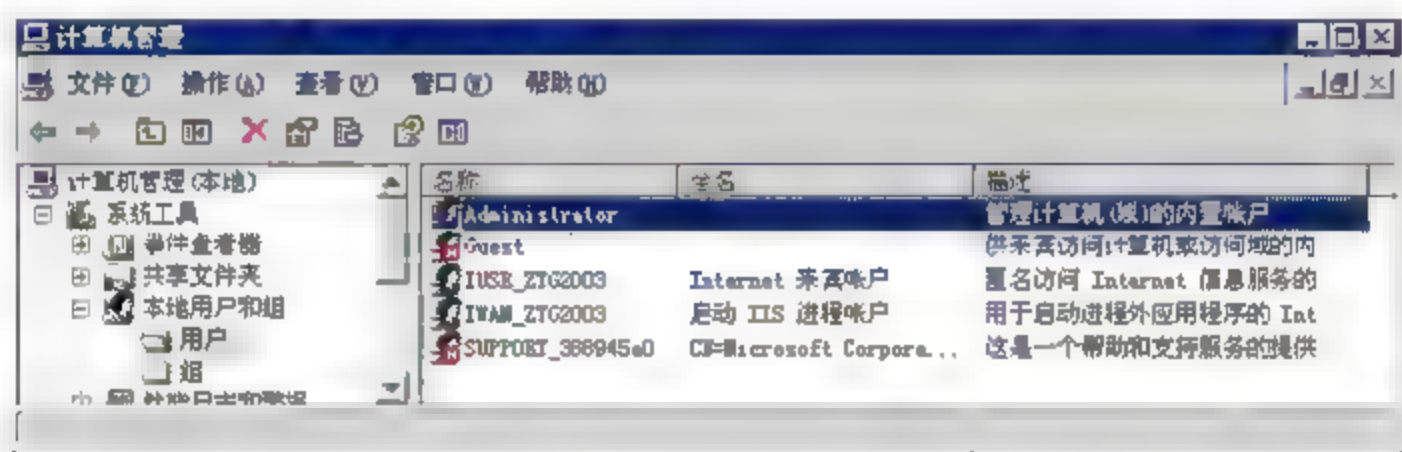 计算机管理
文件(F) 操作(A) 查看(V) 窗口(W) 帮助(H)
计算机管理(本地)
系统工具
事件查看器
共享文件夹
本地用户和组
用户
组
性能日志和警报
名称 全名 描述
Administrator 管理计算机(域)的内置帐户
Guest 供来宾访问计算机或访问域的内
IUSR_ZTG2003 Internet 来宾帐户 匿名访问 Internet 信息服务的
IWAM_ZTG2003 启动 IIS 进程帐户 用于启动进程外应用程序的 Int
SUPPORT_388945a0 CN=Microsoft Corpora... 这是一个帮助和支持服务的提供